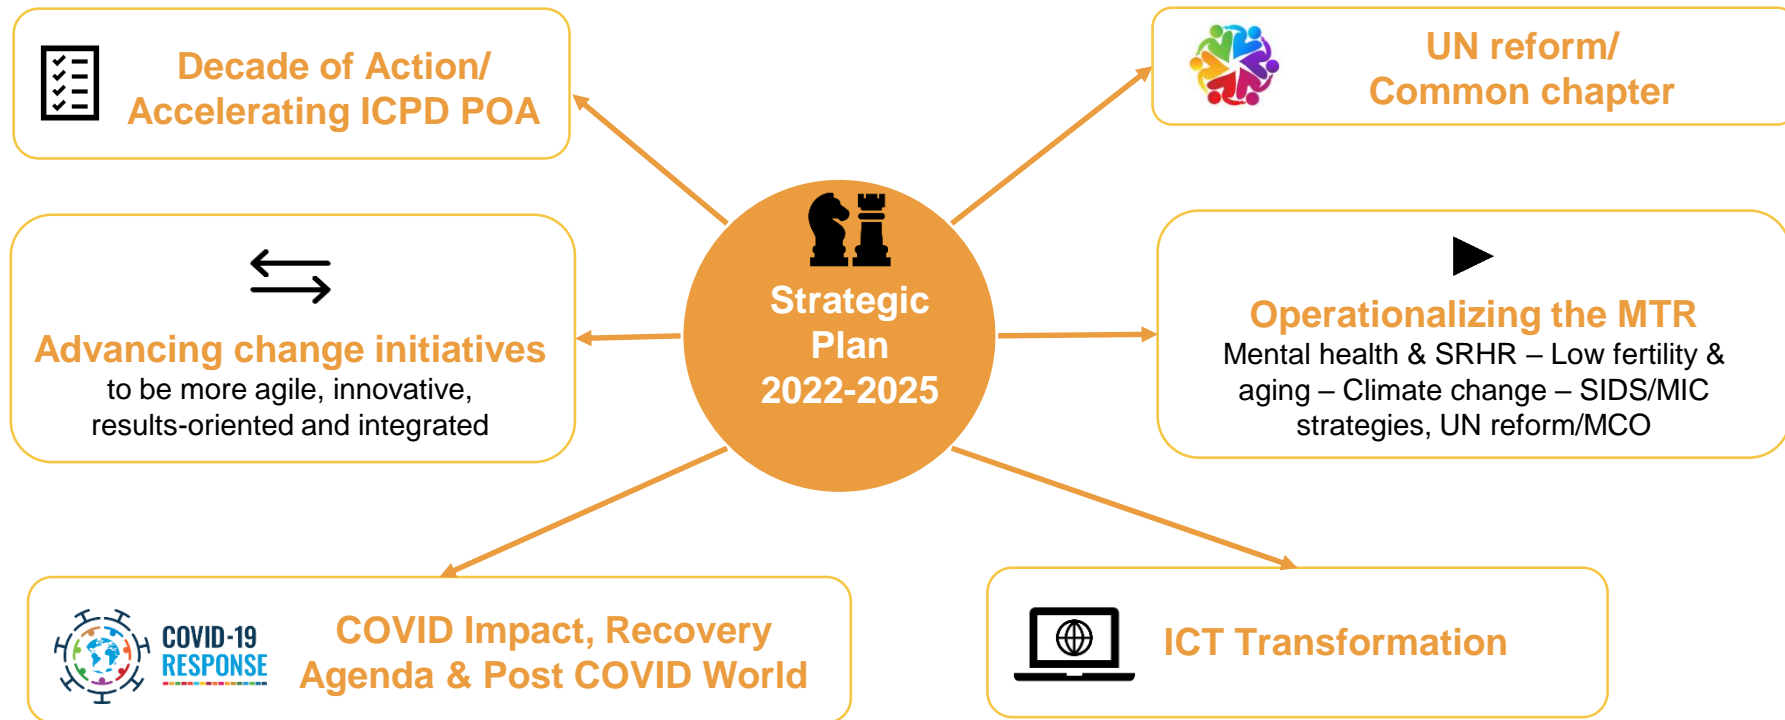 Decade of Action/
Accelerating ICPD POA
UN reform/
Common chapter
Strategic
Plan
2022-2025
Advancing change initiatives
to be more agile, innovative,
results-oriented and integrated
Operationalizing the MTR
Mental health & SRHR – Low fertility &
aging – Climate change – SIDS/MIC
strategies, UN reform/MCO
COVID-19
RESPONSE
COVID Impact, Recovery
Agenda & Post COVID World
ICT Transformation